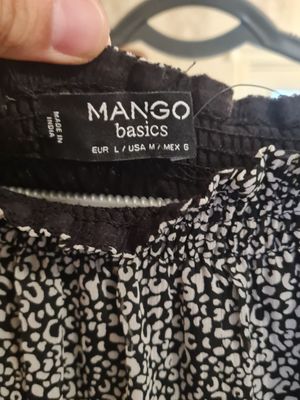 MANGO
basics
EUR L / USA M / MEX G
MADE IN
INDIA